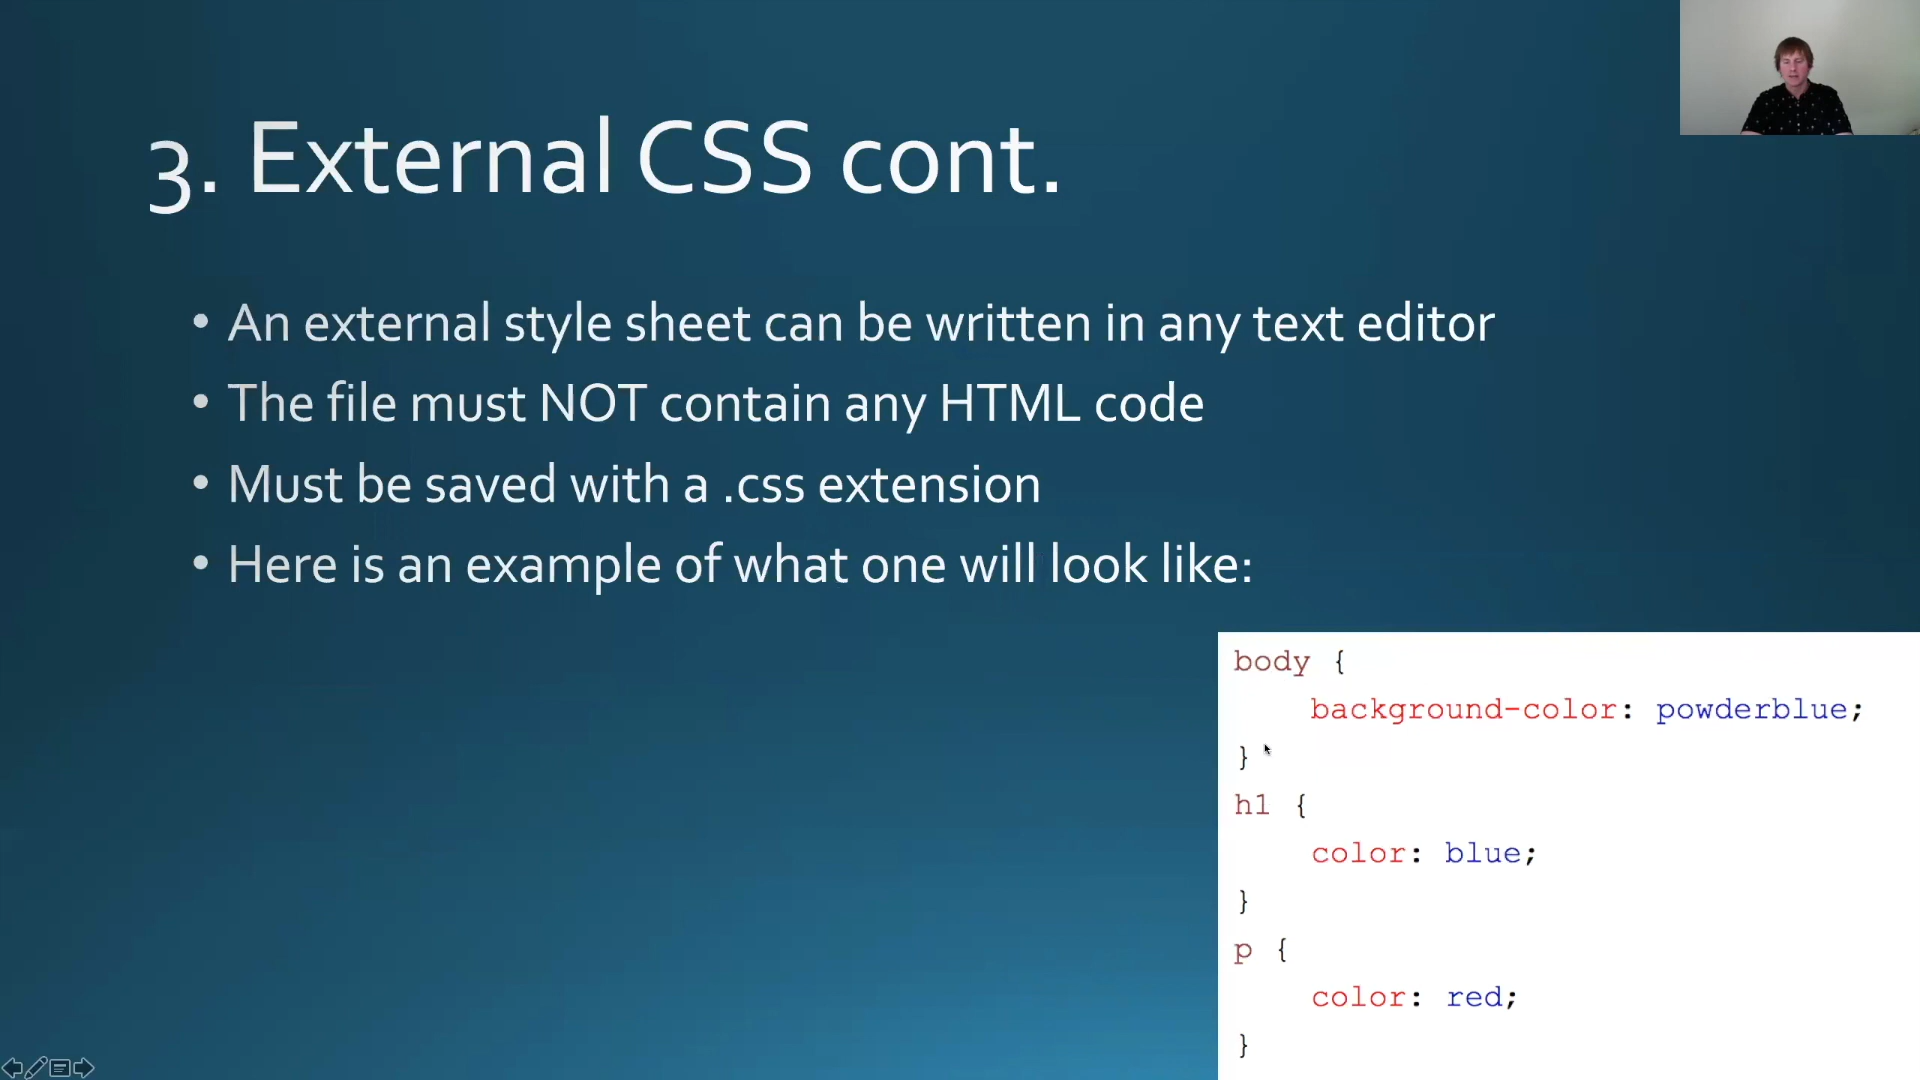 3. External CSS cont.
• An external style sheet can be written in any text editor
• The file must NOT contain any HTML code
• Must be saved with a .css extension
• Here is an example of what one will look like:
body {
    background-color: powderblue;
}
h1 {
    color: blue;
}
p {
    color: red;
}